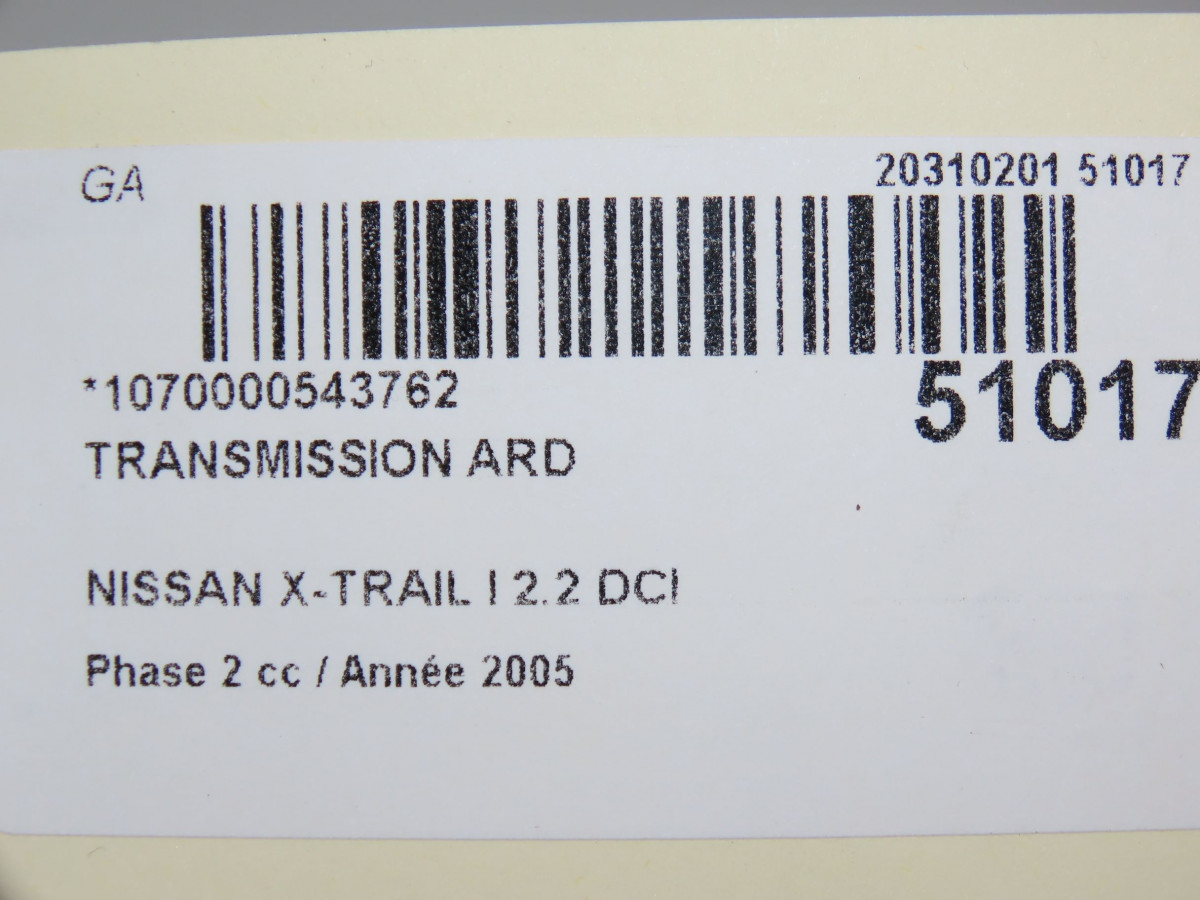 GA
20310201 51017
*1070000543762
51017
TRANSMISSION ARD
NISSAN X-TRAIL I 2.2 DCI
Phase 2 cc / Année 2005